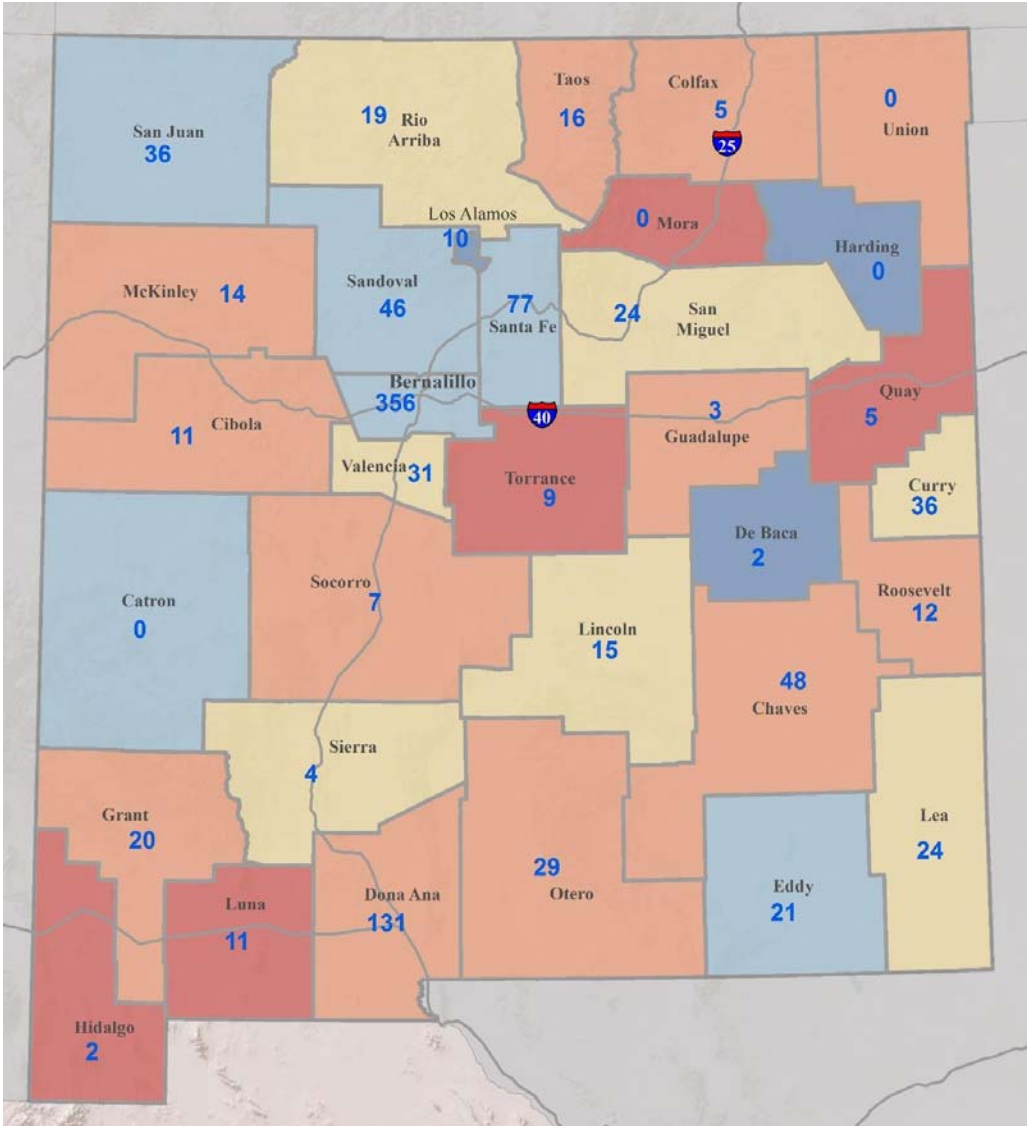 San Juan
36
19
Rio
Arriba
Taos
16
Colfax
5
25
0
Union
Los Alamos
10
0
Mora
Harding
0
McKinley
14
Sandoval
46
77
Santa Fe
24
San
Miguel
Bernalillo
356
40
Cibola
11
Valencia
31
Torrance
9
3
Guadalupe
Quay
5
Curry
36
De Baca
2
Roosevelt
12
Catron
0
Socorro
7
Lincoln
15
48
Chaves
Sierra
4
Grant
20
Luna
11
Dona Ana
131
29
Otero
Eddy
21
Lea
24
Hidalgo
2